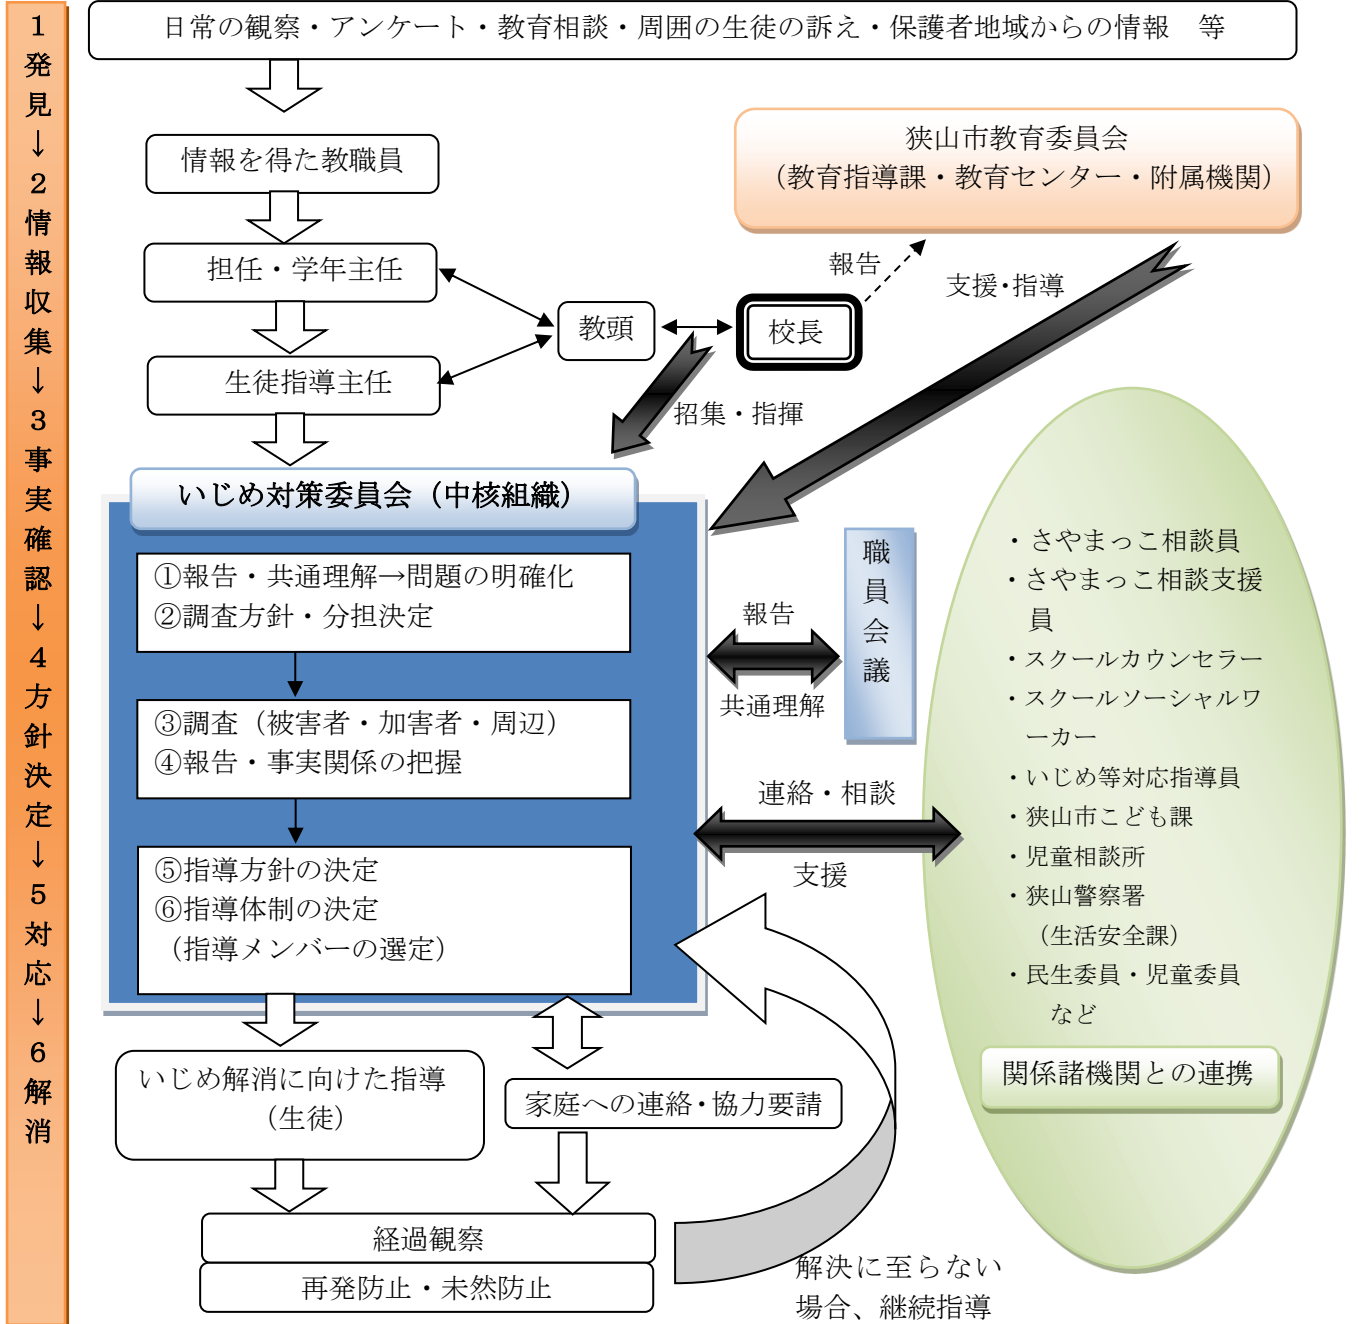 1発見→2情報収集→3事実確認→4方針決定→5対応→6解消
日常の観察・アンケート・教育相談・周囲の生徒の訴え・保護者地域からの情報　等
情報を得た教職員
狭山市教育委員会
（教育指導課・教育センター・附属機関）
担任・学年主任
報告
支援・指導
教頭
校長
生徒指導主任
招集・指揮
いじめ対策委員会（中核組織）
①報告・共通理解→問題の明確化
②調査方針・分担決定
③調査（被害者・加害者・周辺）
④報告・事実関係の把握
⑤指導方針の決定
⑥指導体制の決定
（指導メンバーの選定）
報告
共通理解
職員会議
連絡・相談
支援
・さやまっこ相談員
・さやまっこ相談支援
員
・スクールカウンセラー
・スクールソーシャルワ
ーカー
・いじめ等対応指導員
・狭山市こども課
・児童相談所
・狭山警察署
（生活安全課）
・民生委員・児童委員
など
関係諸機関との連携
いじめ解消に向けた指導
（生徒）
家庭への連絡・協力要請
経過観察
再発防止・未然防止
解決に至らない
場合、継続指導